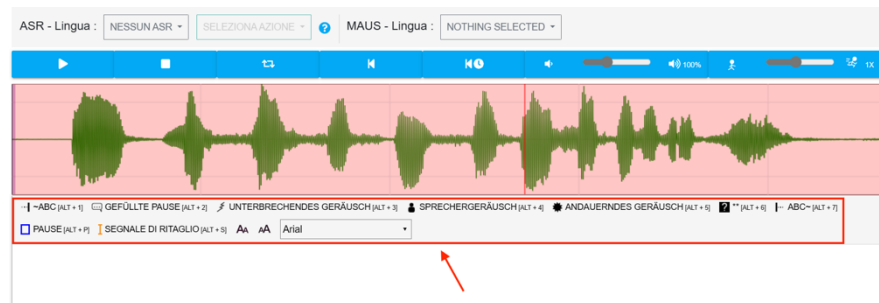 ASR - Lingua : NESSUN ASR SELEZIONA AZIONE ? MAUS - Lingua : NOTHING SELECTED
100% 1X
~ABC [ALT + 1] GEFÜLLTE PAUSE [ALT + 2] UNTERBRECHENDES GERÄUSCH [ALT + 3] SPRECHERGERÄUSCH [ALT + 4] ANDAUERNDES GERÄUSCH [ALT + 5] ? ** [ALT + 6] ABC~ [ALT + 7]
PAUSE [ALT + P] SEGNALE DI RITAGLIO [ALT + S] AA AA Arial